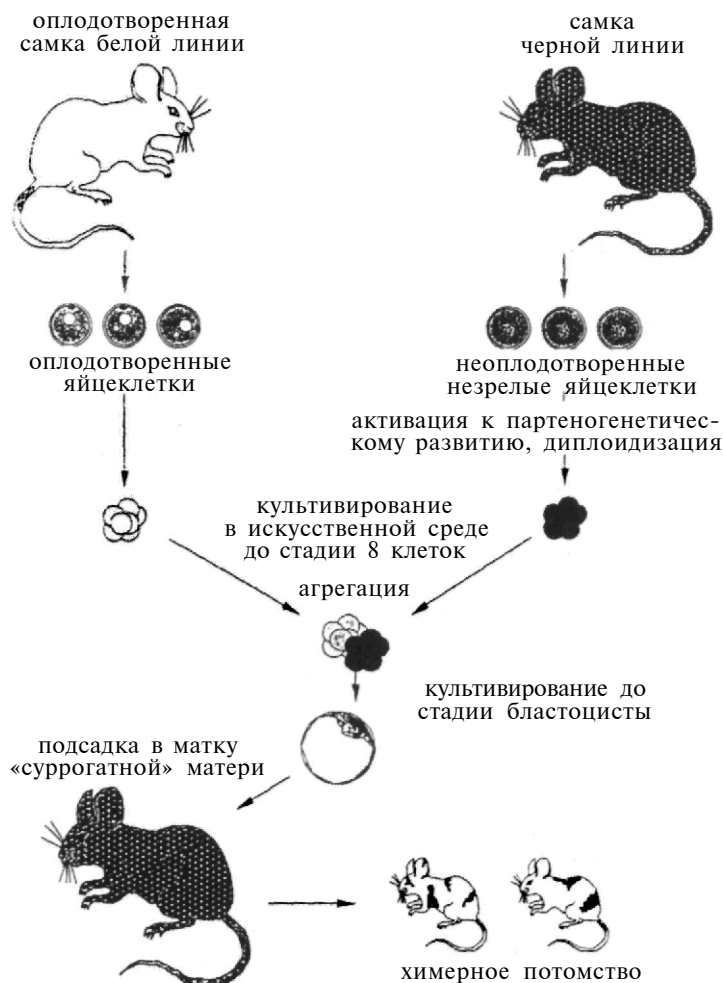 оплодотворенная
самка белой линии
самка
черной линии
оплодотворенные
яйцеклетки
неоплодотворенные
незрелые яйцеклетки
активация к партеногенетичес-
кому развитию, диплоидизация
культивирование
в искусственной среде
до стадии 8 клеток
агрегация
культивирование до
стадии бластоцисты
подсадка в матку
«суррогатной» матери
химерное потомство